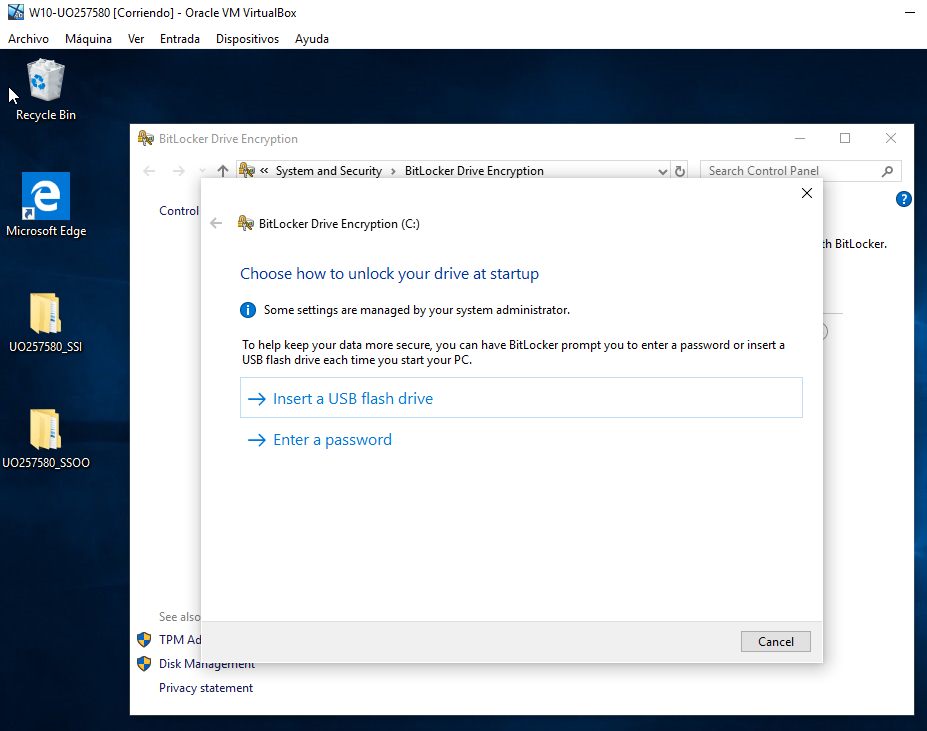 W10-UO257580 [Corriendo] - Oracle VM VirtualBox
Archivo Máquina Ver Entrada Dispositivos Ayuda
Recycle Bin
Microsoft Edge
UO257580_SSI
UO257580_SSOO
BitLocker Drive Encryption
« System and Security › BitLocker Drive Encryption
Search Control Panel
?
Control
th BitLocker.
BitLocker Drive Encryption (C:)
Choose how to unlock your drive at startup
i Some settings are managed by your system administrator.
To help keep your data more secure, you can have BitLocker prompt you to enter a password or insert a
USB flash drive each time you start your PC.
→ Insert a USB flash drive
→ Enter a password
Cancel
See also
TPM Ad
Disk Management
Privacy statement